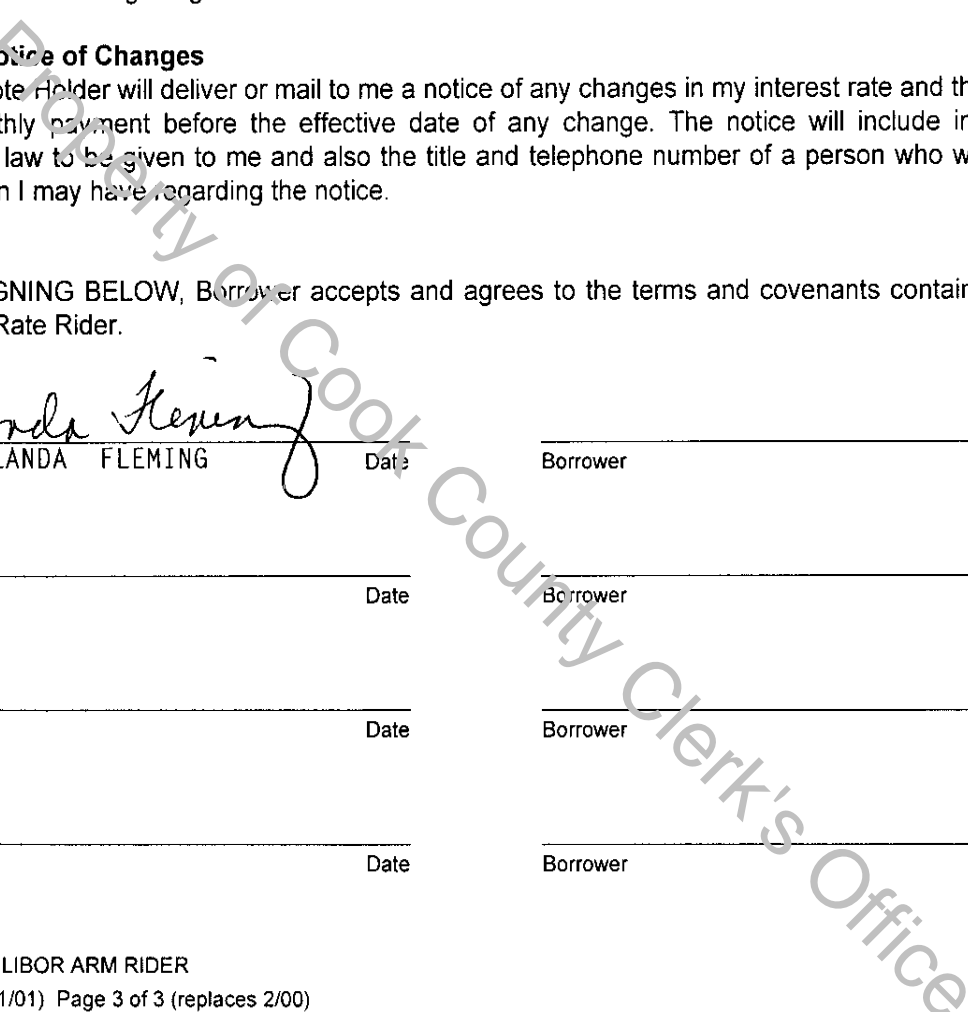 otice of Changes
ote Holder will deliver or mail to me a notice of any changes in my interest rate and th
thly payment before the effective date of any change. The notice will include in
law to be given to me and also the title and telephone number of a person who w
n I may have regarding the notice.
GNING BELOW, Borrower accepts and agrees to the terms and covenants contain
Rate Rider.
nda Fleming
LANDA FLEMING Date Borrower
Date Borrower
Date Borrower
Date Borrower
LIBOR ARM RIDER
1/01) Page 3 of 3 (replaces 2/00)
Property of Cook County Clerk's Office